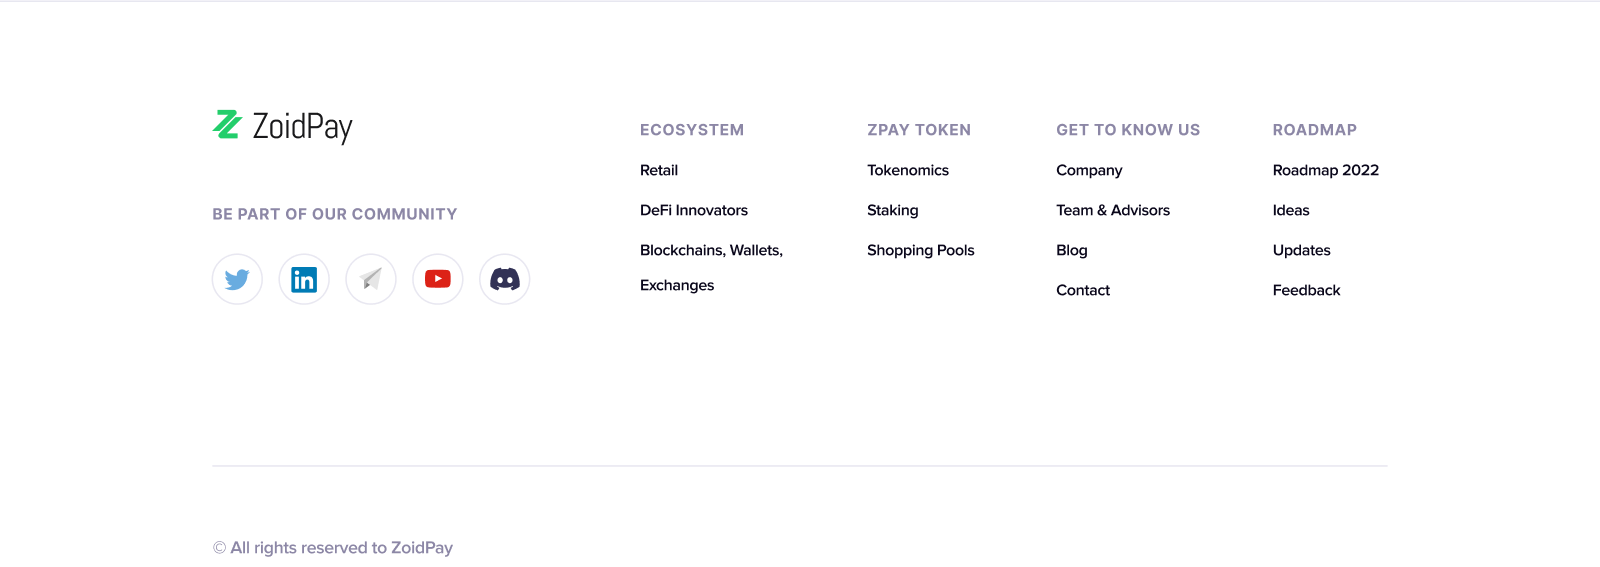 ZoidPay
BE PART OF OUR COMMUNITY
ECOSYSTEM
Retail
DeFi Innovators
Blockchains, Wallets,
Exchanges
ZPAY TOKEN
Tokenomics
Staking
Shopping Pools
GET TO KNOW US
Company
Team & Advisors
Blog
Contact
ROADMAP
Roadmap 2022
Ideas
Updates
Feedback
© All rights reserved to ZoidPay